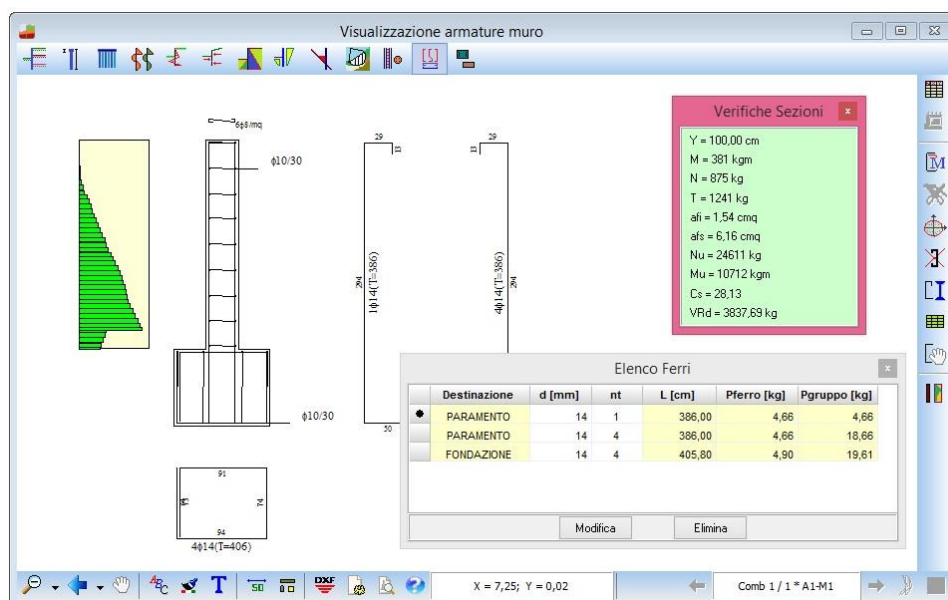 Visualizzazione armature muro
6ϕ8/mq
ϕ10/30
29
13
294
1ϕ14(T=386)
50
29
13
4ϕ14(T=386)
294
ϕ10/30
91
74
94
4ϕ14(T=406)
Verifiche Sezioni
Y = 100,00 cm
M = 381 kgm
N = 875 kg
T = 1241 kg
afi = 1,54 cmq
afs = 6,16 cmq
Nu = 24611 kg
Mu = 10712 kgm
Cs = 28,13
VRd = 3837,69 kg
Elenco Ferri
Destinazione d [mm] nt L [cm] Pferro [kg] Pgruppo [kg]
PARAMENTO 14 1 386,00 4,66 4,66
PARAMENTO 14 4 386,00 4,66 18,66
FONDAZIONE 14 4 405,80 4,90 19,61
Modifica Elimina
ABC T 50 DXF X = 7,25; Y = 0,02 Comb 1 / 1 * A1-M1